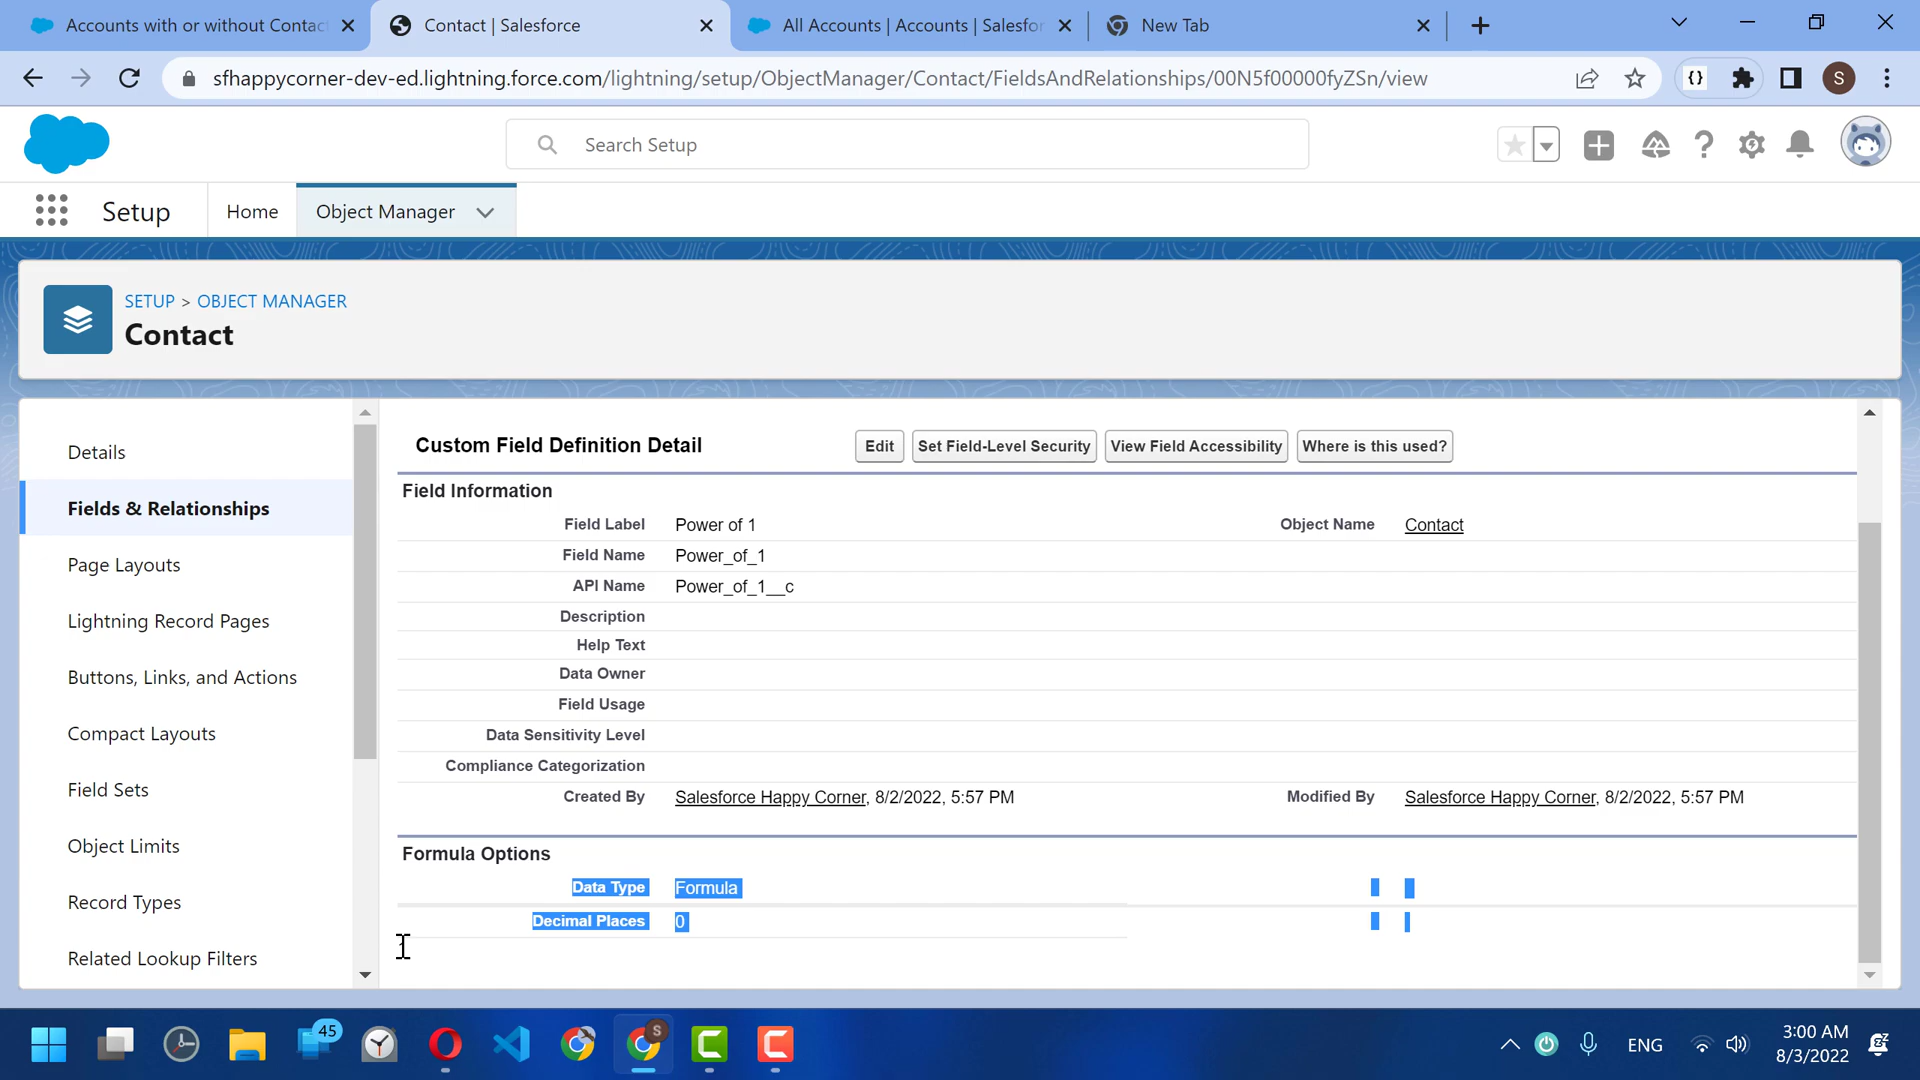 Accounts with or without Contac
Contact | Salesforce
All Accounts | Accounts | Salesfor
New Tab
sfhappycorner-dev-ed.lightning.force.com/lightning/setup/ObjectManager/Contact/FieldsAndRelationships/00N5f00000fyZSn/view
S
Search Setup
Setup
Home
Object Manager
SETUP > OBJECT MANAGER
Contact
Details
Fields & Relationships
Page Layouts
Lightning Record Pages
Buttons, Links, and Actions
Compact Layouts
Field Sets
Object Limits
Record Types
Related Lookup Filters
Custom Field Definition Detail
Edit
Set Field-Level Security
View Field Accessibility
Where is this used?
Field Information
Field Label Power of 1
Object Name Contact
Field Name Power_of_1
API Name Power_of_1__c
Description
Help Text
Data Owner
Field Usage
Data Sensitivity Level
Compliance Categorization
Created By Salesforce Happy Corner, 8/2/2022, 5:57 PM
Modified By Salesforce Happy Corner, 8/2/2022, 5:57 PM
Formula Options
Data Type Formula
Decimal Places 0
45
S
ENG
3:00 AM
8/3/2022